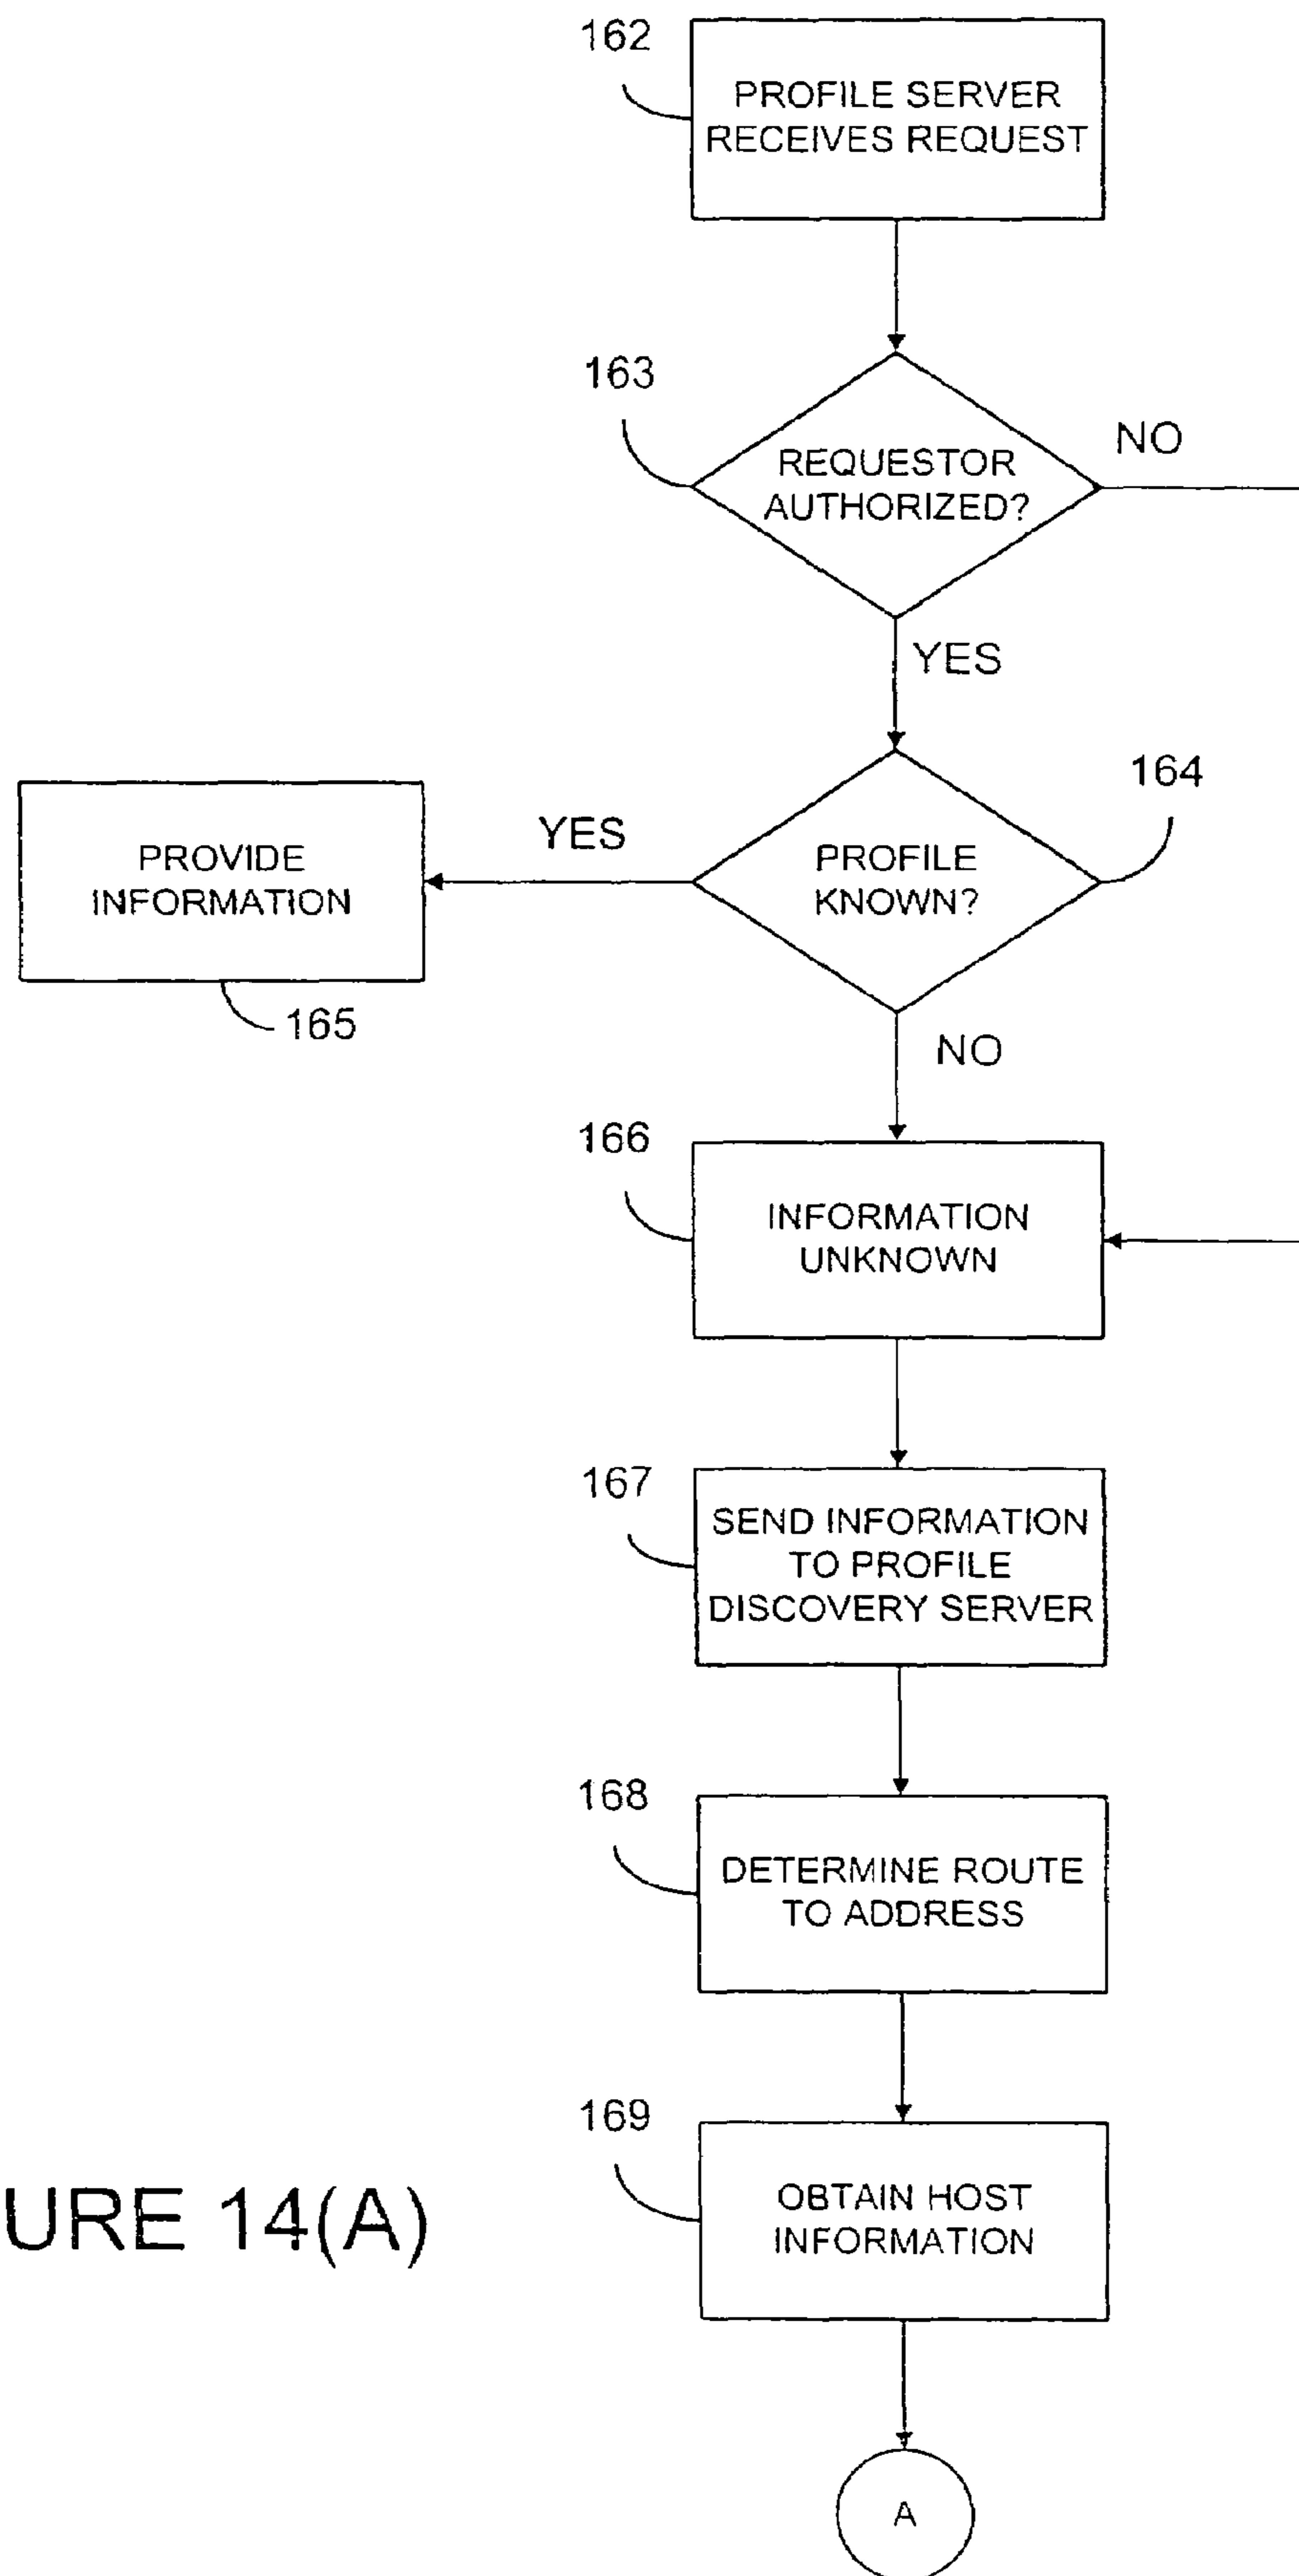 162
PROFILE SERVER
RECEIVES REQUEST
163
REQUESTOR
AUTHORIZED?
NO
YES
164
PROFILE
KNOWN?
YES
PROVIDE
INFORMATION
165
NO
166
INFORMATION
UNKNOWN
167
SEND INFORMATION
TO PROFILE
DISCOVERY SERVER
168
DETERMINE ROUTE
TO ADDRESS
169
OBTAIN HOST
INFORMATION
URE 14(A)
A